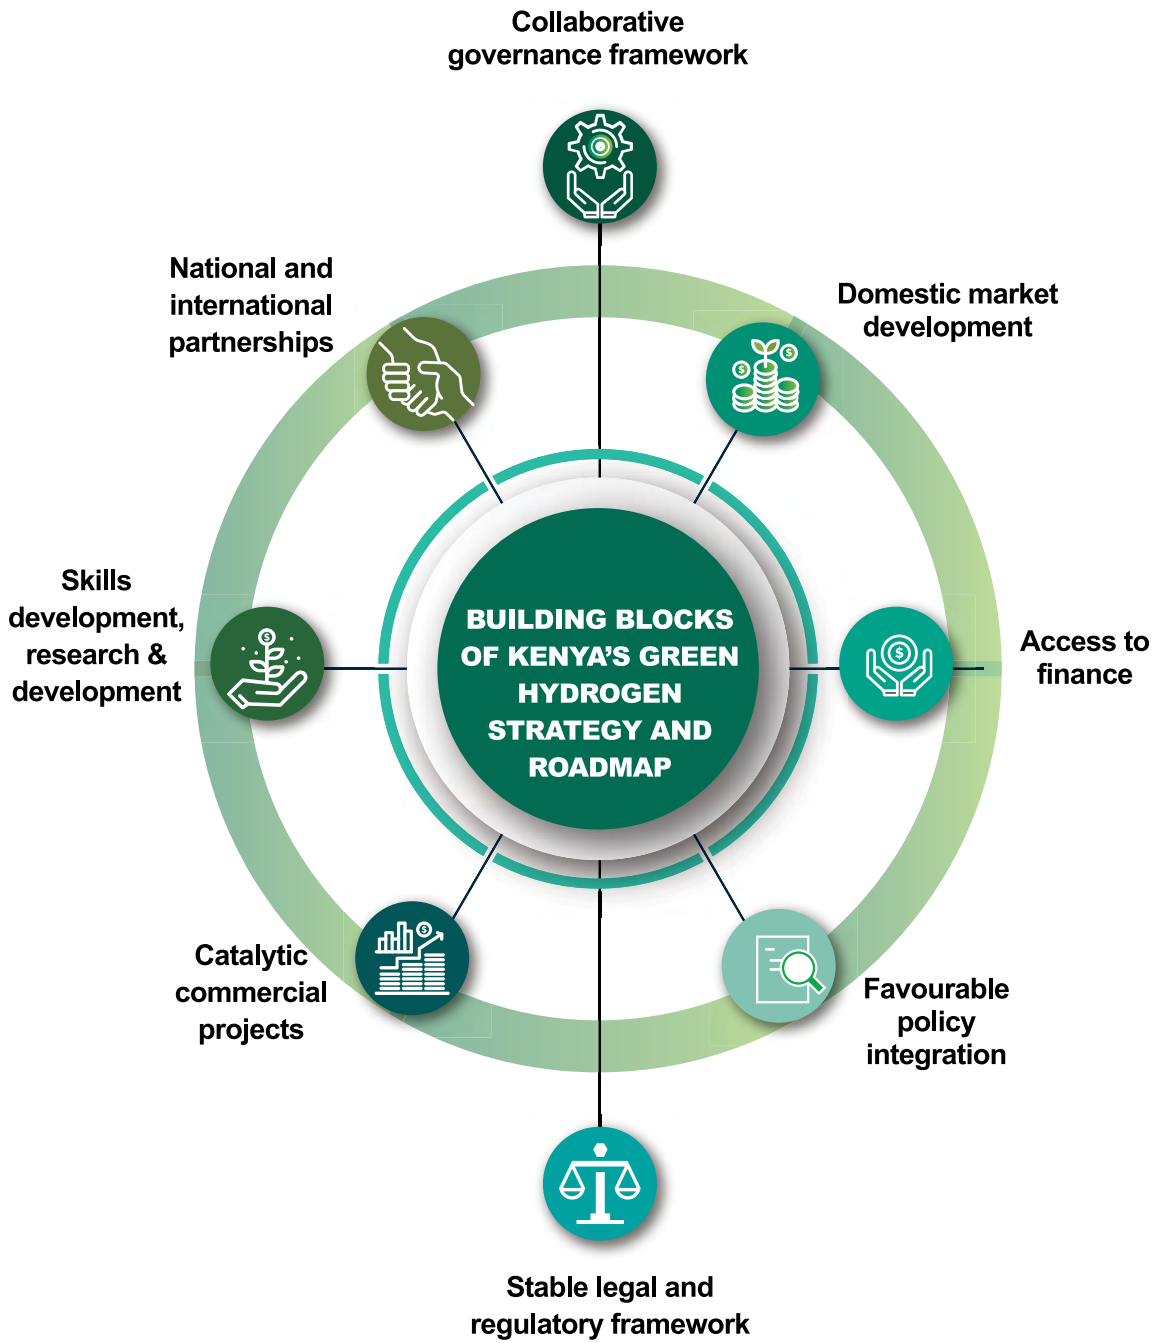 Collaborative
governance framework
National and
international
partnerships
Domestic market
development
Skills
development,
research &
development
BUILDING BLOCKS
OF KENYA'S GREEN
HYDROGEN
STRATEGY AND
ROADMAP
Access to
finance
Catalytic
commercial
projects
Favourable
policy
integration
Stable legal and
regulatory framework